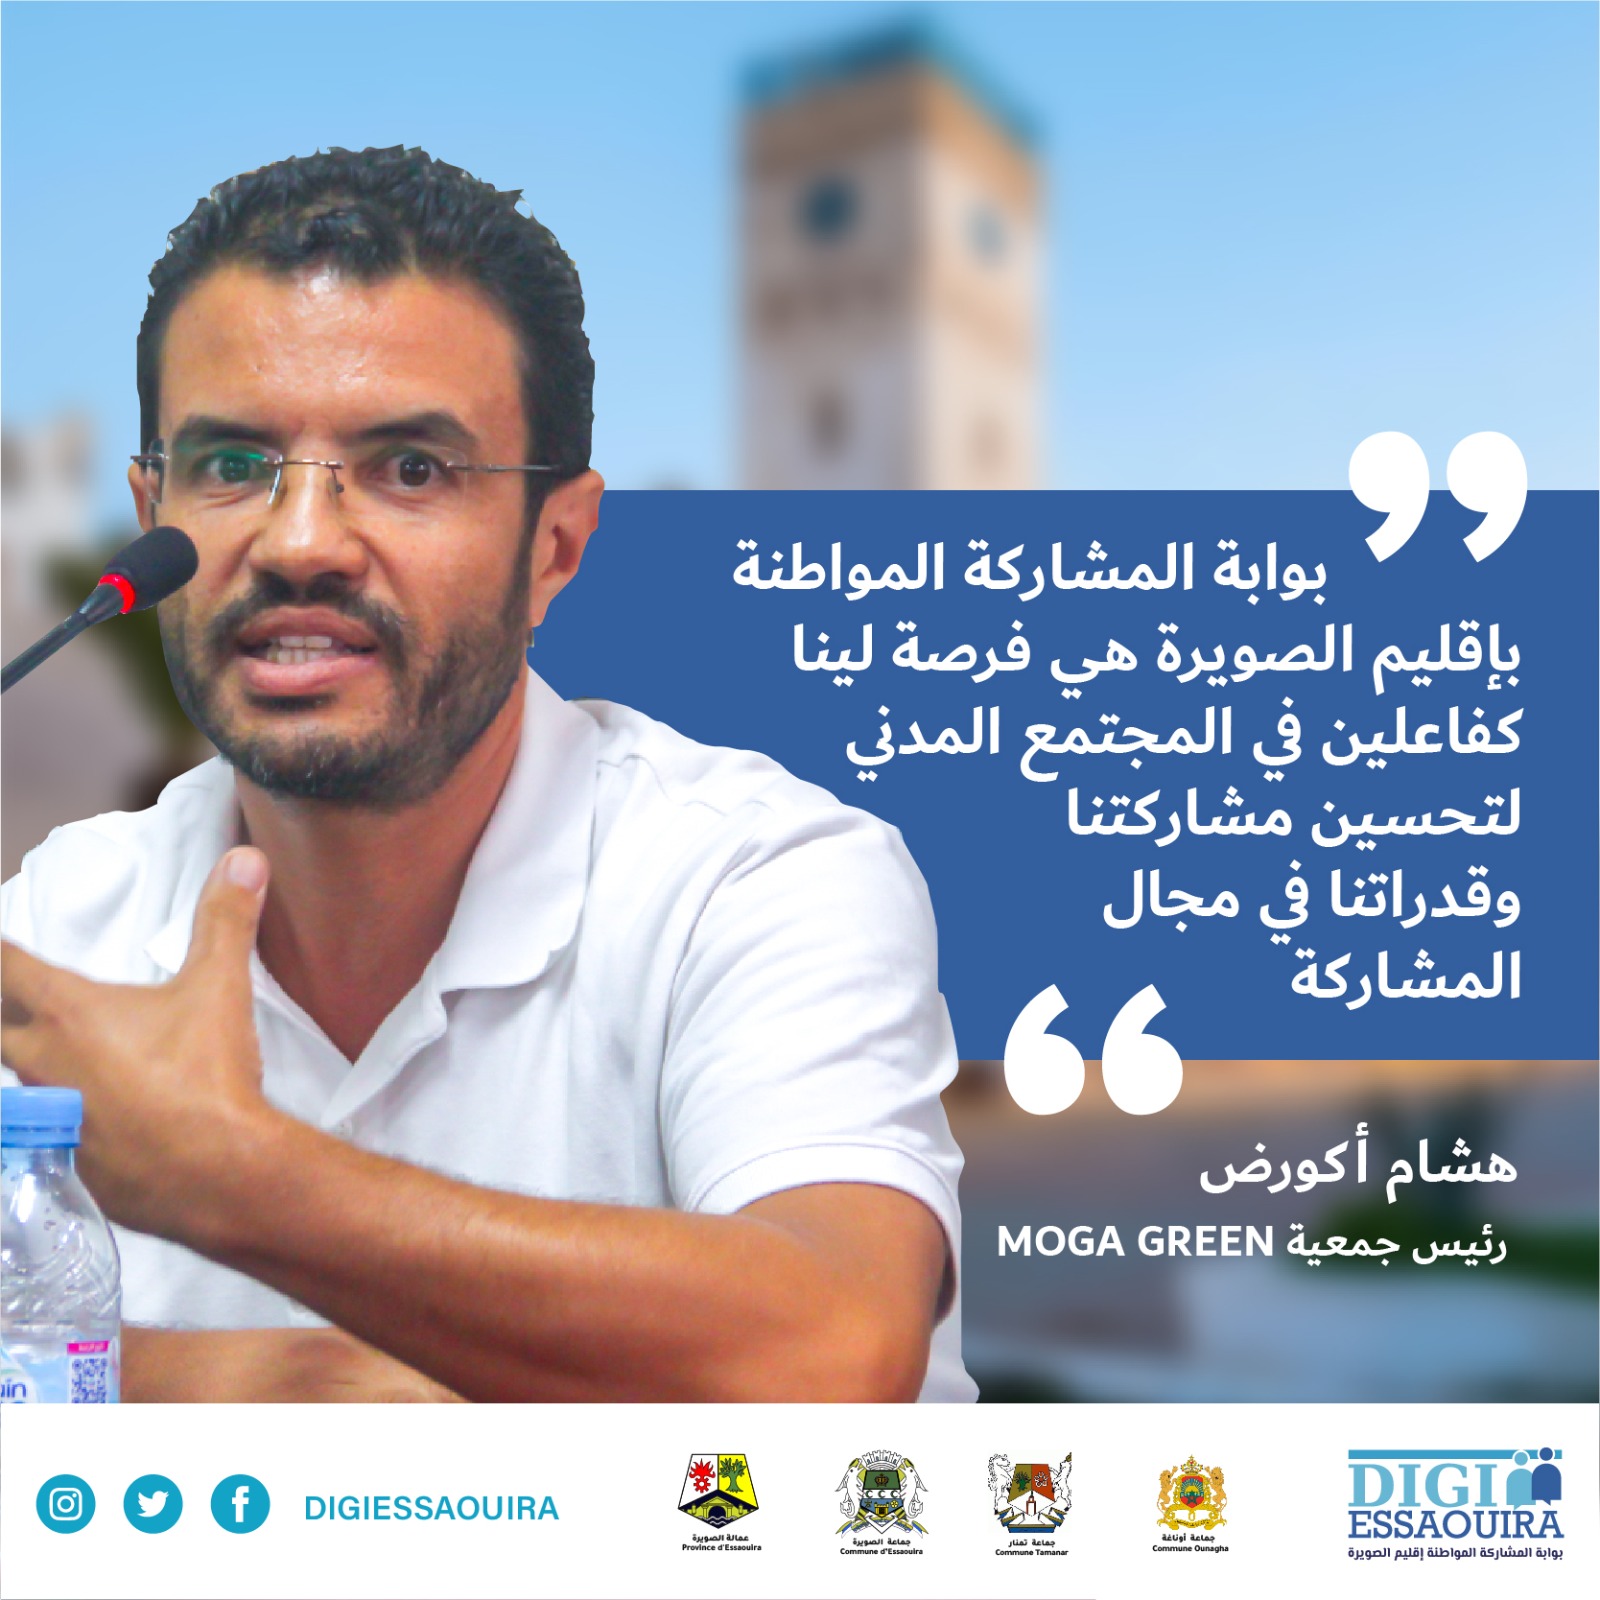 بوابة المشاركة المواطنة
بإقليم الصويرة هي فرصة لينا
كفاعلين في المجتمع المدني
لتحسين مشاركتنا
وقدراتنا في مجال
المشاركة
هشام أكورض
رئيس جمعية MOGA GREEN
DIGIESSAOUIRA
عمالة الصويرة
Province d'Essaouira
جماعة الصويرة
Commune d'Essaouira
جماعة تمنار
Commune Tamanar
جماعة أوناغة
Commune Ounagha
DIGI
ESSAOUIRA
بوابة المشاركة المواطنة إقليم الصويرة